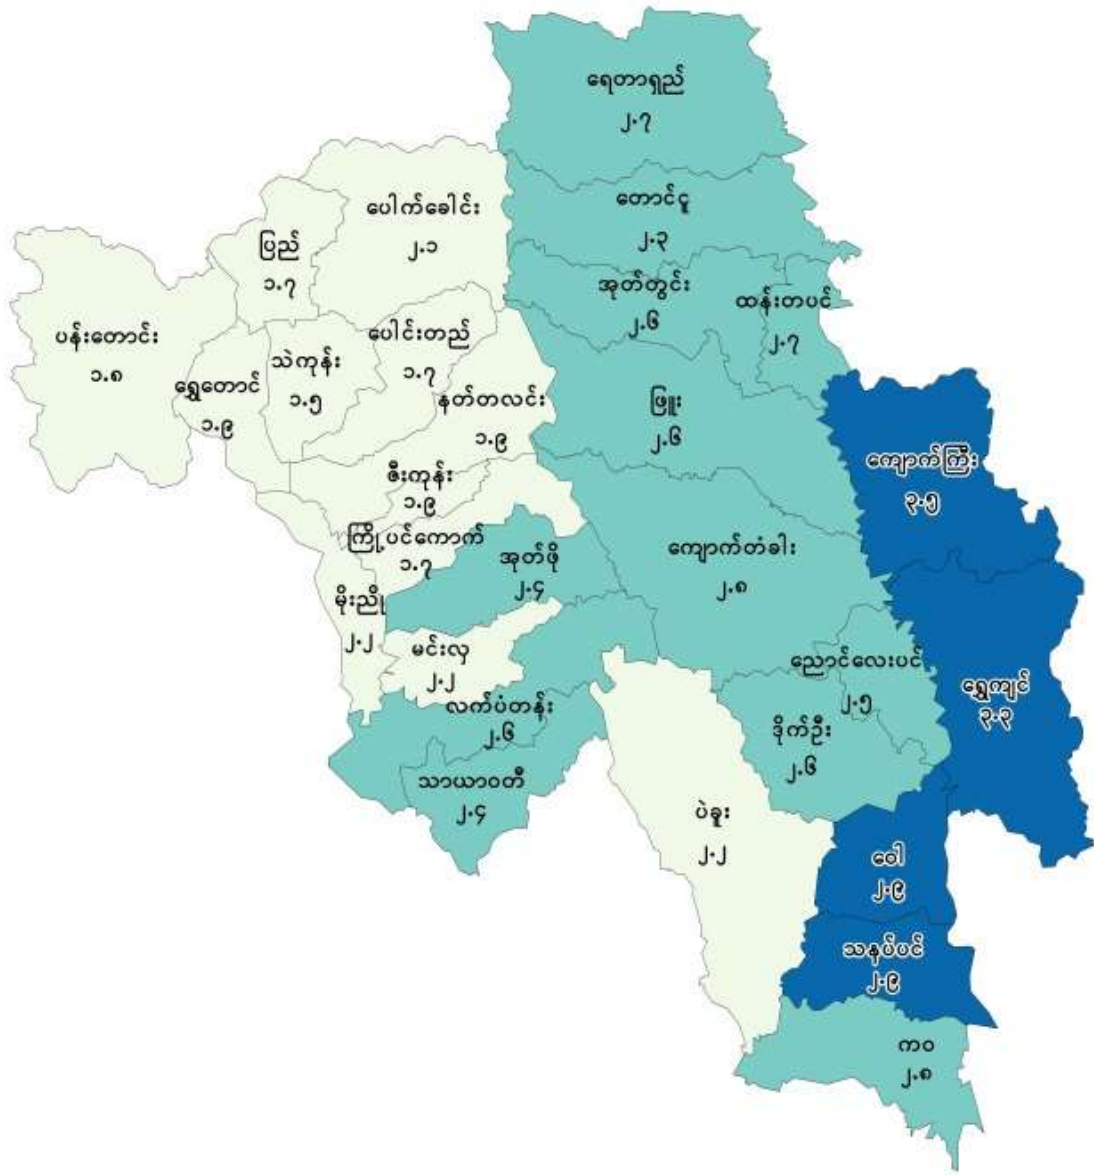 ရေတာရှည်
၂.၇
တောင်ငူ
၂.၃
ပေါက်ခေါင်း
၂.၁
ပြည်
၁.၇
အုတ်တွင်း
၂.၆
ထန်းတပင်
၂.၇
ပန်းတောင်း
၁.၈
ရွှေတောင်
၁.၉
သဲကုန်း
၁.၅
ပေါင်းတည်
၁.၇
နတ်တလင်း
၁.၉
ဖြူး
၂.၆
ကျောက်ကြီး
၃.၅
ဇီးကုန်း
၁.၉
ကြို့ပင်ကောက်
၁.၇
အုတ်ဖို
၂.၄
ကျောက်တံခါး
၂.၈
မိုးညို
၂.၂
မင်းလှ
၂.၂
ညောင်လေးပင်
၂.၅
ရွှေကျင်
၃.၃
လက်ပံတန်း
၂.၆
ဒိုက်ဦး
၂.၆
သာယာဝတီ
၂.၄
ပဲခူး
၂.၂
ဝေါ
၂.၉
သနပ်ပင်
၂.၉
ကဝ
၂.၈